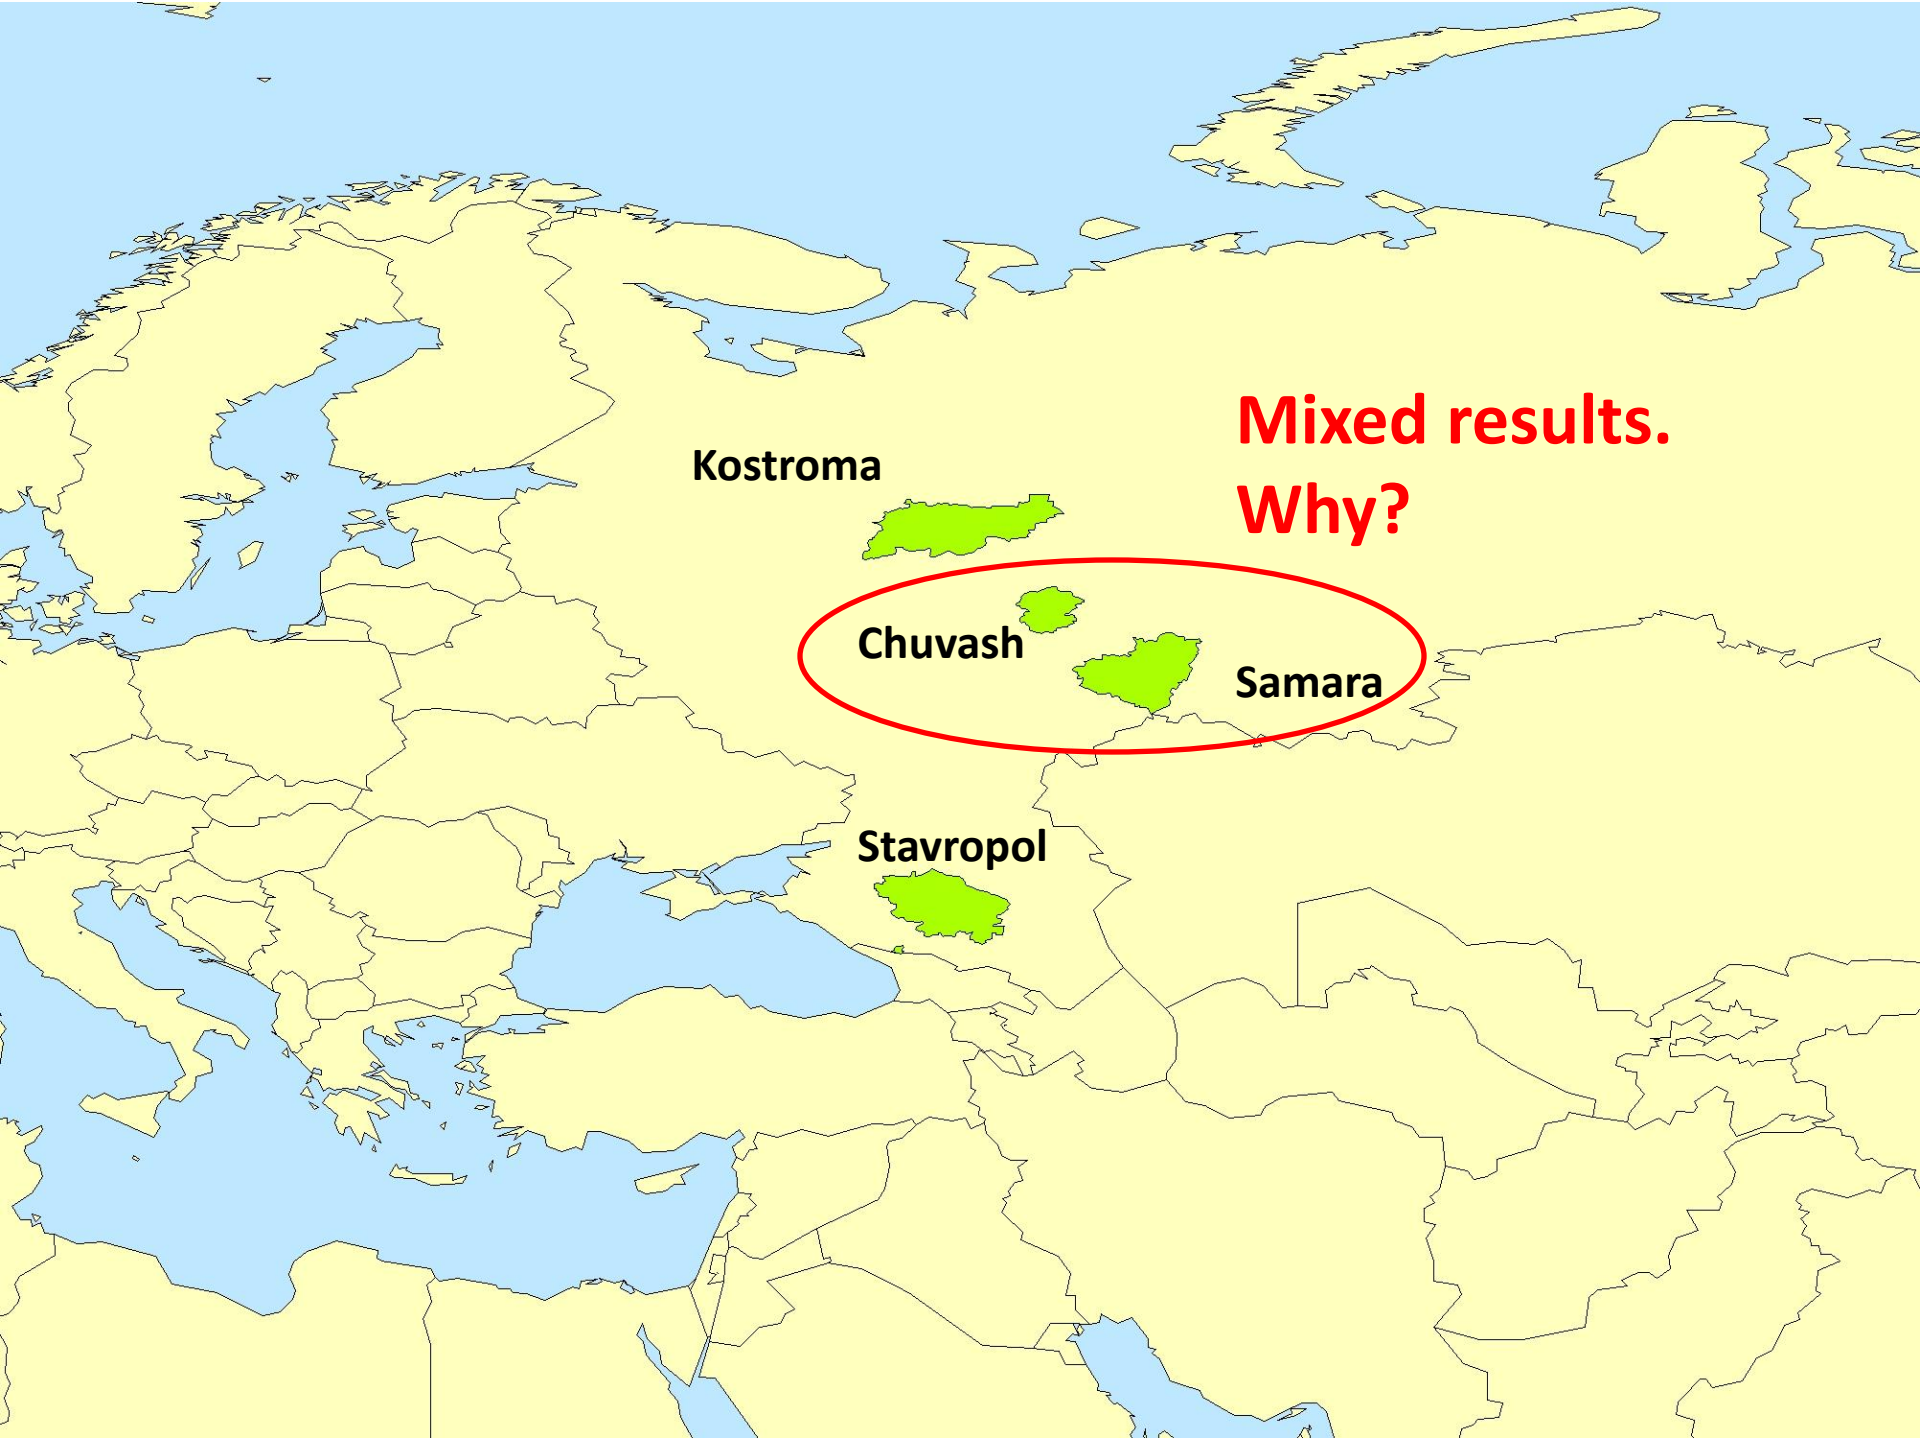 Mixed results.
Why?
Kostroma
Chuvash
Samara
Stavropol